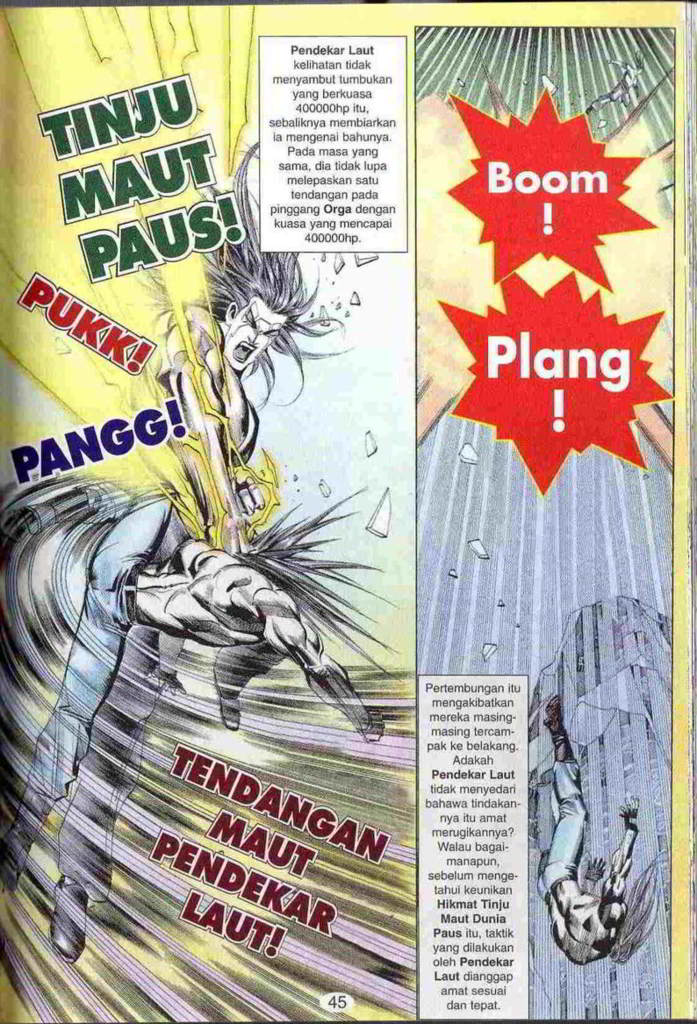 TINJU
MAUT
PAUS!
Pendekar Laut
kelihatan tidak
menyambut tumbukan
yang berkuasa
400000hp itu,
sebaliknya membiarkan
ia mengenai bahunya.
Pada masa yang
sama, dia tidak lupa
melepaskan satu
tendangan pada
pinggang Orga dengan
kuasa yang mencapai
400000hp.
PUKK!
PANGG!
TENDANGAN
MAUT
PENDEKAR
LAUT!
Boom
!
Plang
!
Pertembungan itu
mengakibatkan
mereka masing-
masing tercam-
pak ke belakang.
Adakah
Pendekar Laut
tidak menyedari
bahawa tindakan-
nya itu amat
merugikannya?
Walau bagai-
manapun,
sebelum menge-
tahui keunikan
Hikmat Tinju
Maut Dunia
Paus itu, taktik
yang dilakukan
oleh Pendekar
Laut dianggap
amat sesuai
dan tepat.
45